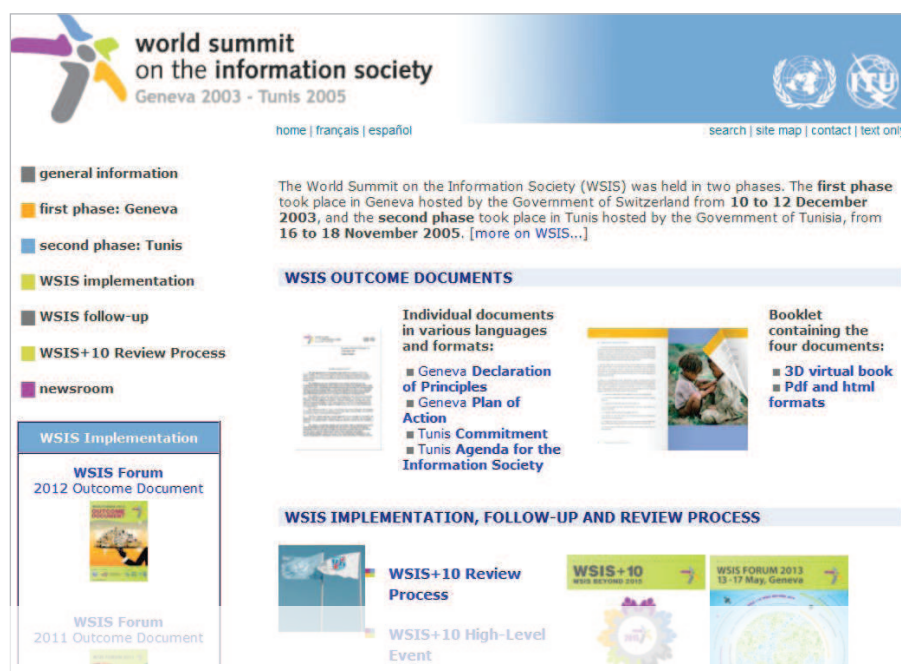 world summit
on the information society
Geneva 2003 - Tunis 2005
home | français | español
search | site map | contact | text only
general information
first phase: Geneva
second phase: Tunis
WSIS implementation
WSIS follow-up
WSIS+10 Review Process
newsroom
WSIS Implementation
WSIS Forum
2012 Outcome Document
OUTCOME
DOCUMENT
WSIS Forum
2011 Outcome Document
The World Summit on the Information Society (WSIS) was held in two phases. The first phase
took place in Geneva hosted by the Government of Switzerland from 10 to 12 December
2003, and the second phase took place in Tunis hosted by the Government of Tunisia, from
16 to 18 November 2005. [more on WSIS...]
WSIS OUTCOME DOCUMENTS
Individual documents
in various languages
and formats:
Geneva Declaration
of Principles
Geneva Plan of
Action
Tunis Commitment
Tunis Agenda for the
Information Society
Booklet
containing the
four documents:
3D virtual book
Pdf and html
formats
WSIS IMPLEMENTATION, FOLLOW-UP AND REVIEW PROCESS
WSIS+10 Review
Process
WSIS+10 High-Level
Event
WSIS+10
WSIS BEYOND 2015
WSIS FORUM 2013
13-17 May, Geneva